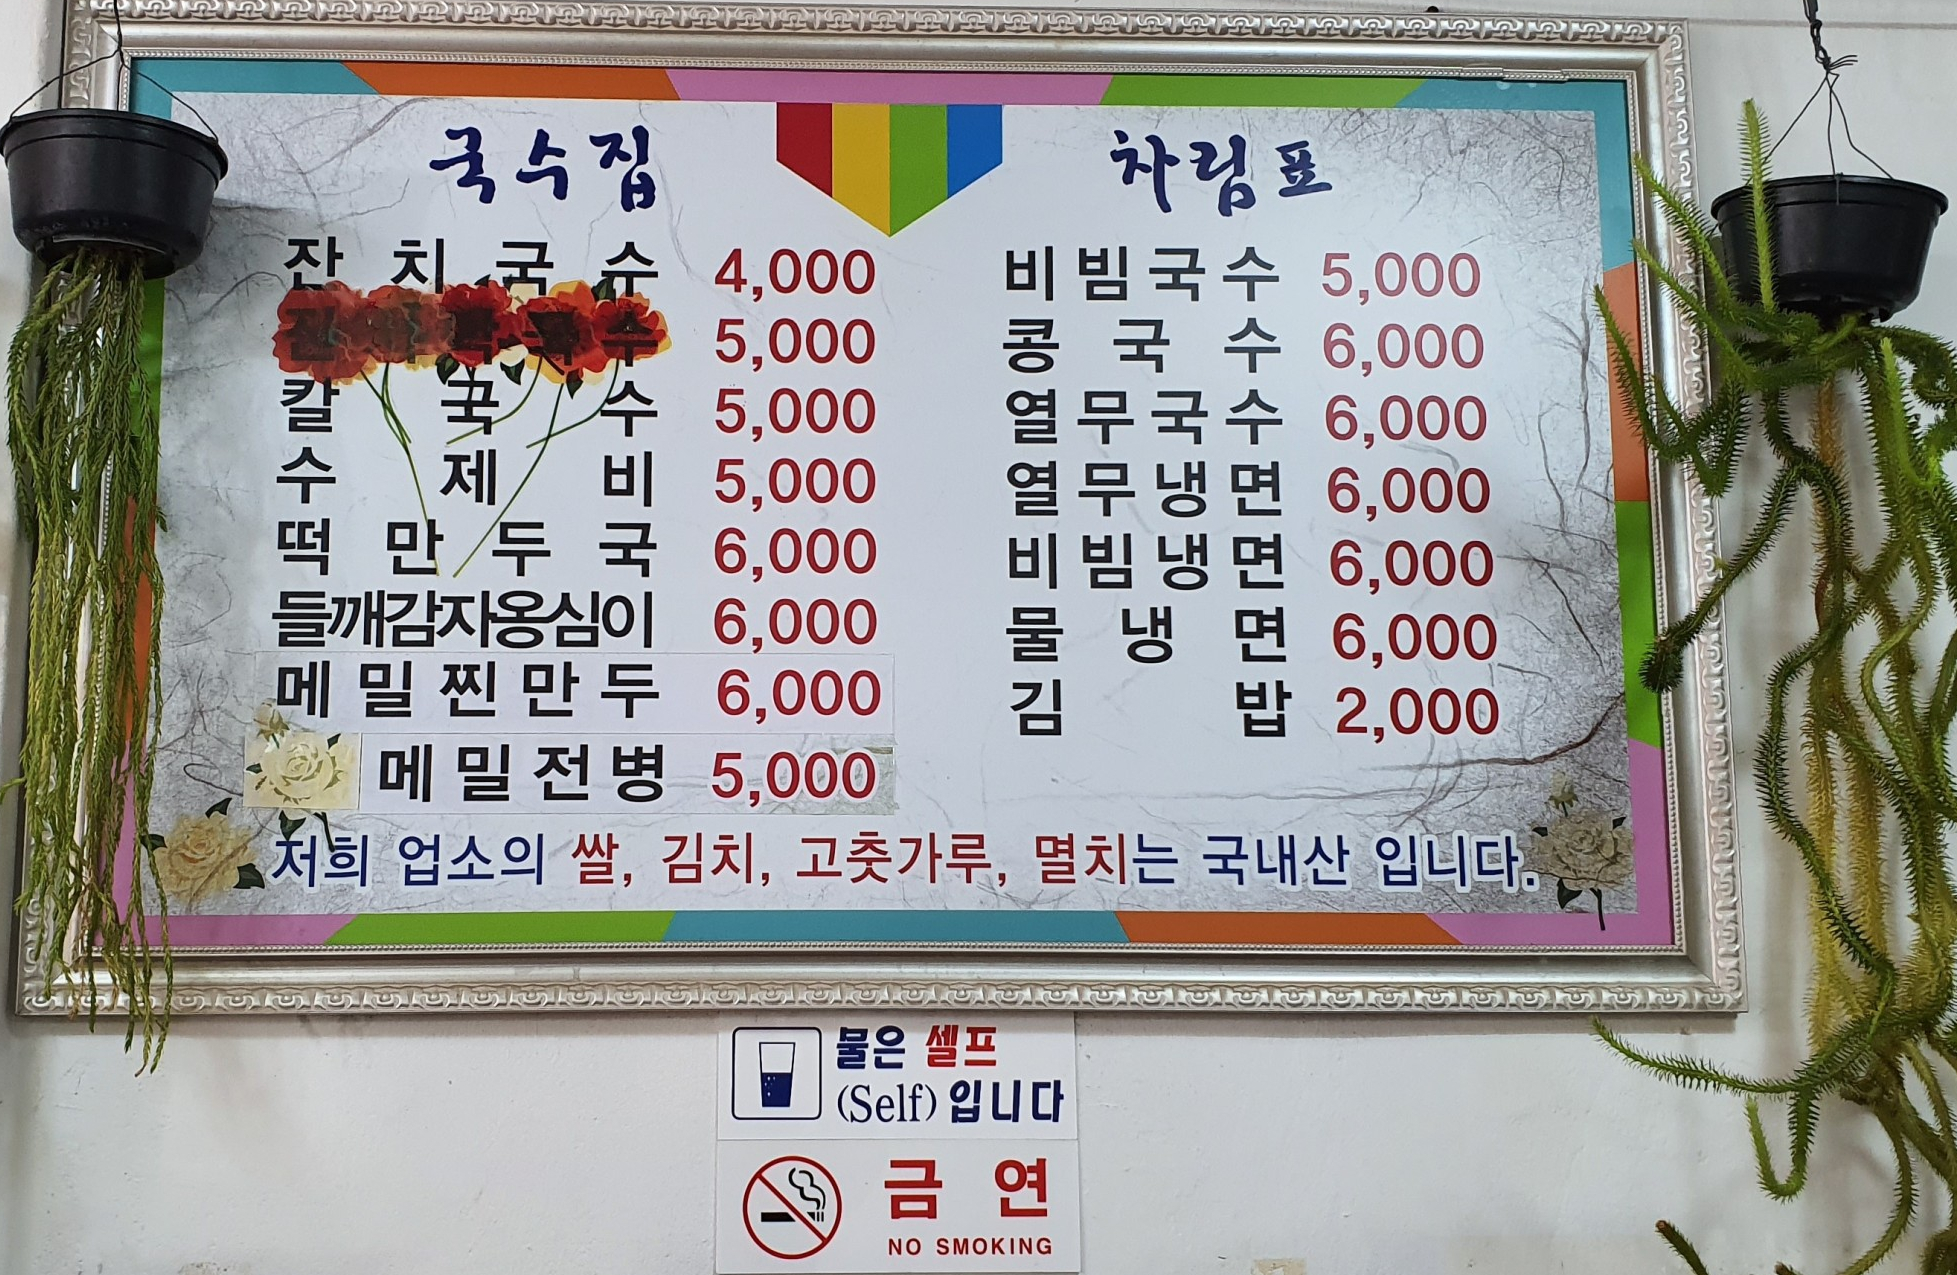 국수집 차림표
잔치국수 4,000
5,000
칼국수 5,000
수제비 5,000
떡만두국 6,000
들깨감자옹심이 6,000
메밀찐만두 6,000
메밀전병 5,000
비빔국수 5,000
콩국수 6,000
열무국수 6,000
열무냉면 6,000
비빔냉면 6,000
물냉면 6,000
김밥 2,000
저희 업소의 쌀, 김치, 고춧가루, 멸치는 국내산 입니다.
물은 셀프
(Self) 입니다
금연
NO SMOKING